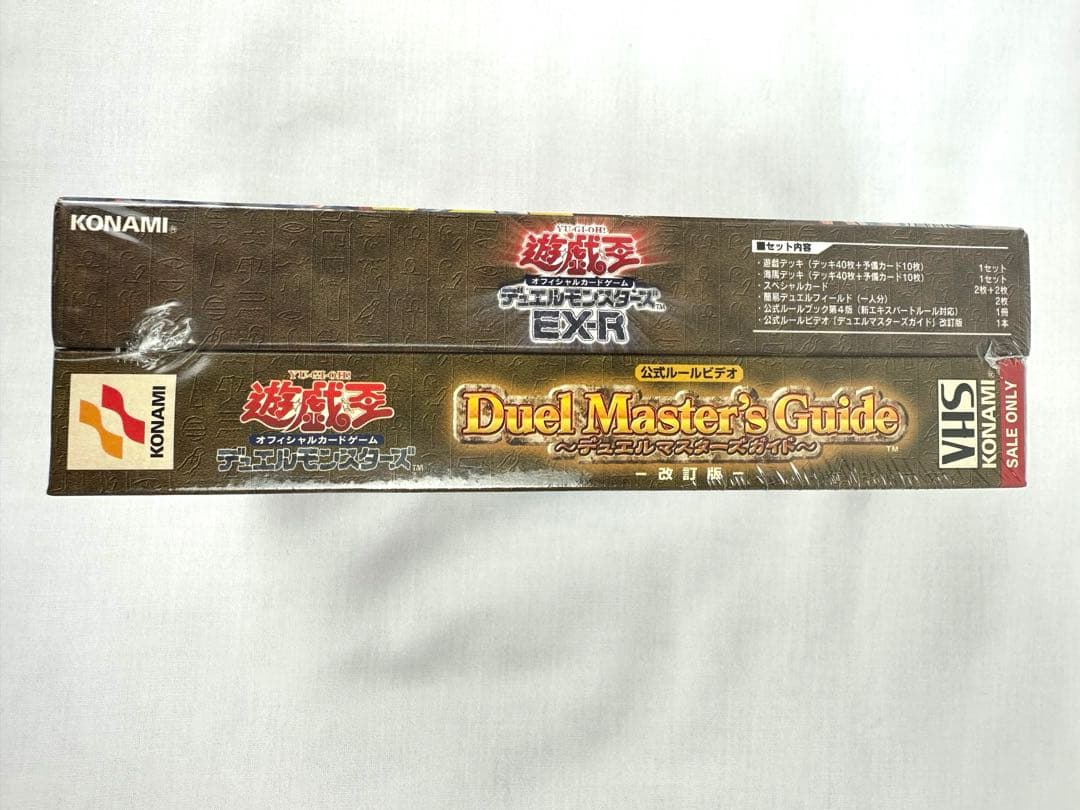 KONAMI®
YU-GI-OH!
遊戯王
オフィシャルカードゲーム
デュエルモンスターズ™
EX-R
■セット内容
・遊戯デッキ（デッキ40枚＋予備カード10枚） 1セット
・海馬デッキ（デッキ40枚＋予備カード10枚） 1セット
・スペシャルカード 2枚＋2枚
・簡易デュエルフィールド（一人分） 2枚
・公式ルールブック第4版（新エキスパートルール対応） 1冊
・公式ルールビデオ「デュエルマスターズガイド」改訂版 1本
KONAMI
YU-GI-OH!
遊戯王
オフィシャルカードゲーム
デュエルモンスターズ™
公式ルールビデオ
Duel Master's Guide
～デュエルマスターズガイド～™
－改訂版－
VHS
KONAMI®
SALE ONLY